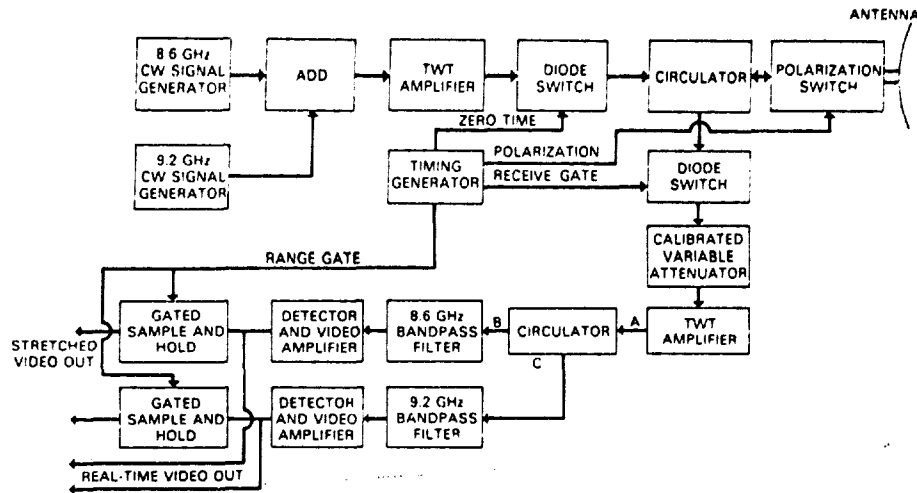 ANTENNA
8.6 GHz
CW SIGNAL
GENERATOR
ADD
TWT
AMPLIFIER
DIODE
SWITCH
CIRCULATOR
POLARIZATION
SWITCH
ZERO TIME
9.2 GHz
CW SIGNAL
GENERATOR
TIMING
GENERATOR
POLARIZATION
RECEIVE GATE
DIODE
SWITCH
CALIBRATED
VARIABLE
ATTENUATOR
RANGE GATE
GATED
SAMPLE AND
HOLD
DETECTOR
AND VIDEO
AMPLIFIER
8.6 GHz
BANDPASS
FILTER
B
CIRCULATOR
A
TWT
AMPLIFIER
C
STRETCHED
VIDEO OUT
GATED
SAMPLE AND
HOLD
DETECTOR
AND VIDEO
AMPLIFIER
9.2 GHz
BANDPASS
FILTER
REAL-TIME VIDEO OUT